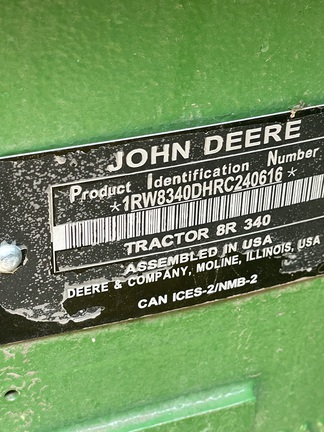 JOHN DEERE
Product Identification Number
*1RW8340DHRC240616*
TRACTOR 8R 340
ASSEMBLED IN USA
DEERE & COMPANY, MOLINE, ILLINOIS, USA
CAN ICES-2/NMB-2